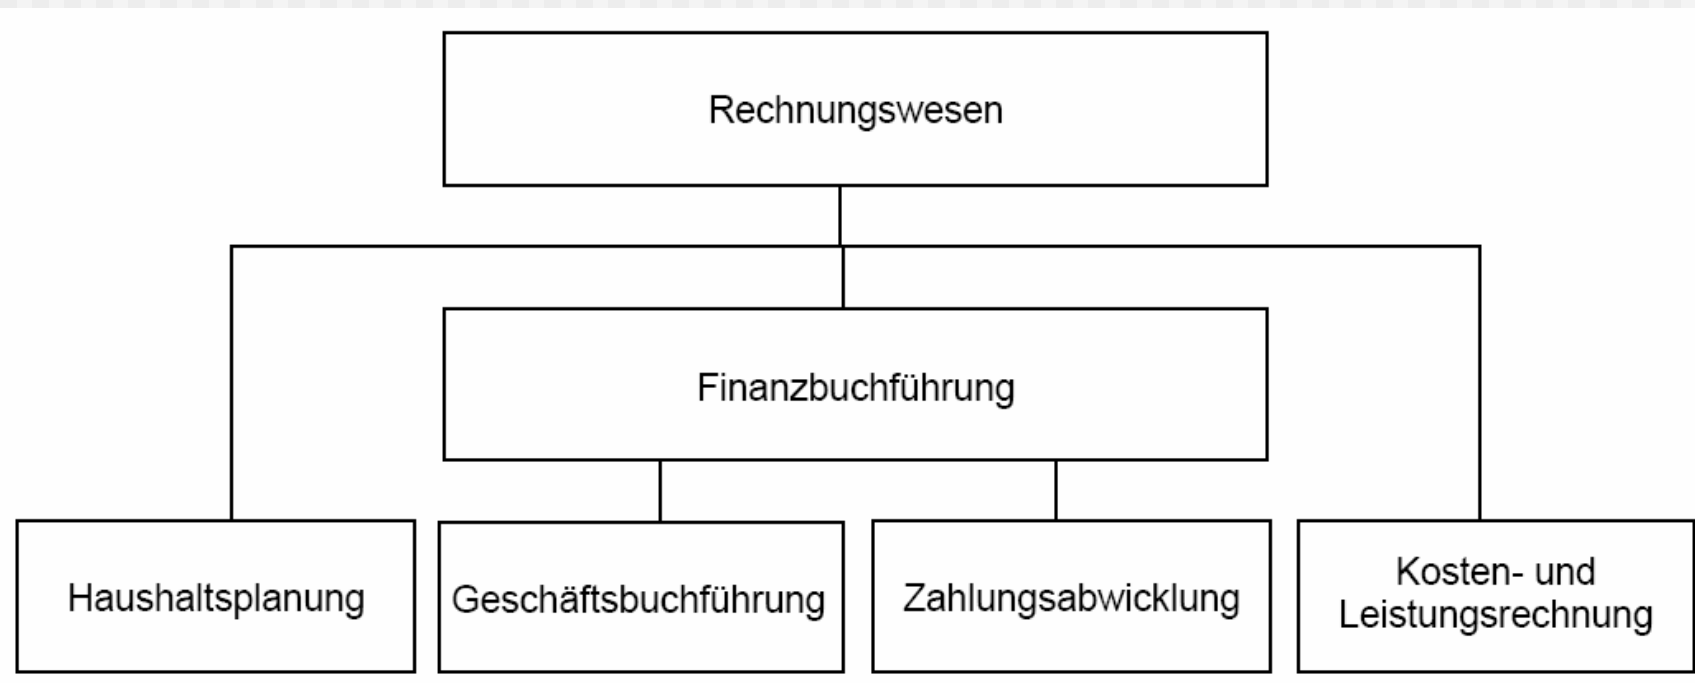 Rechnungswesen
Finanzbuchführung
Haushaltsplanung
Geschäftsbuchführung
Zahlungsabwicklung
Kosten- und
Leistungsrechnung